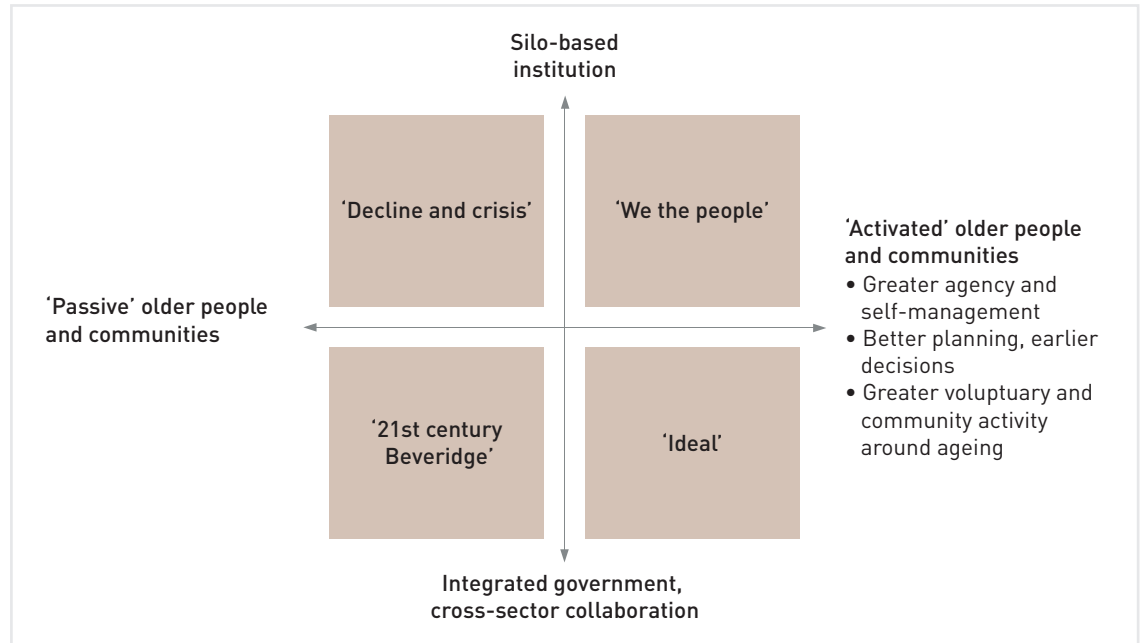 Silo-based
institution
‘Decline and crisis’
‘We the people’
‘Passive’ older people
and communities
‘Activated’ older people
and communities
• Greater agency and
self-management
• Better planning, earlier
decisions
• Greater voluptuary and
community activity
around ageing
‘21st century
Beveridge’
‘Ideal’
Integrated government,
cross-sector collaboration